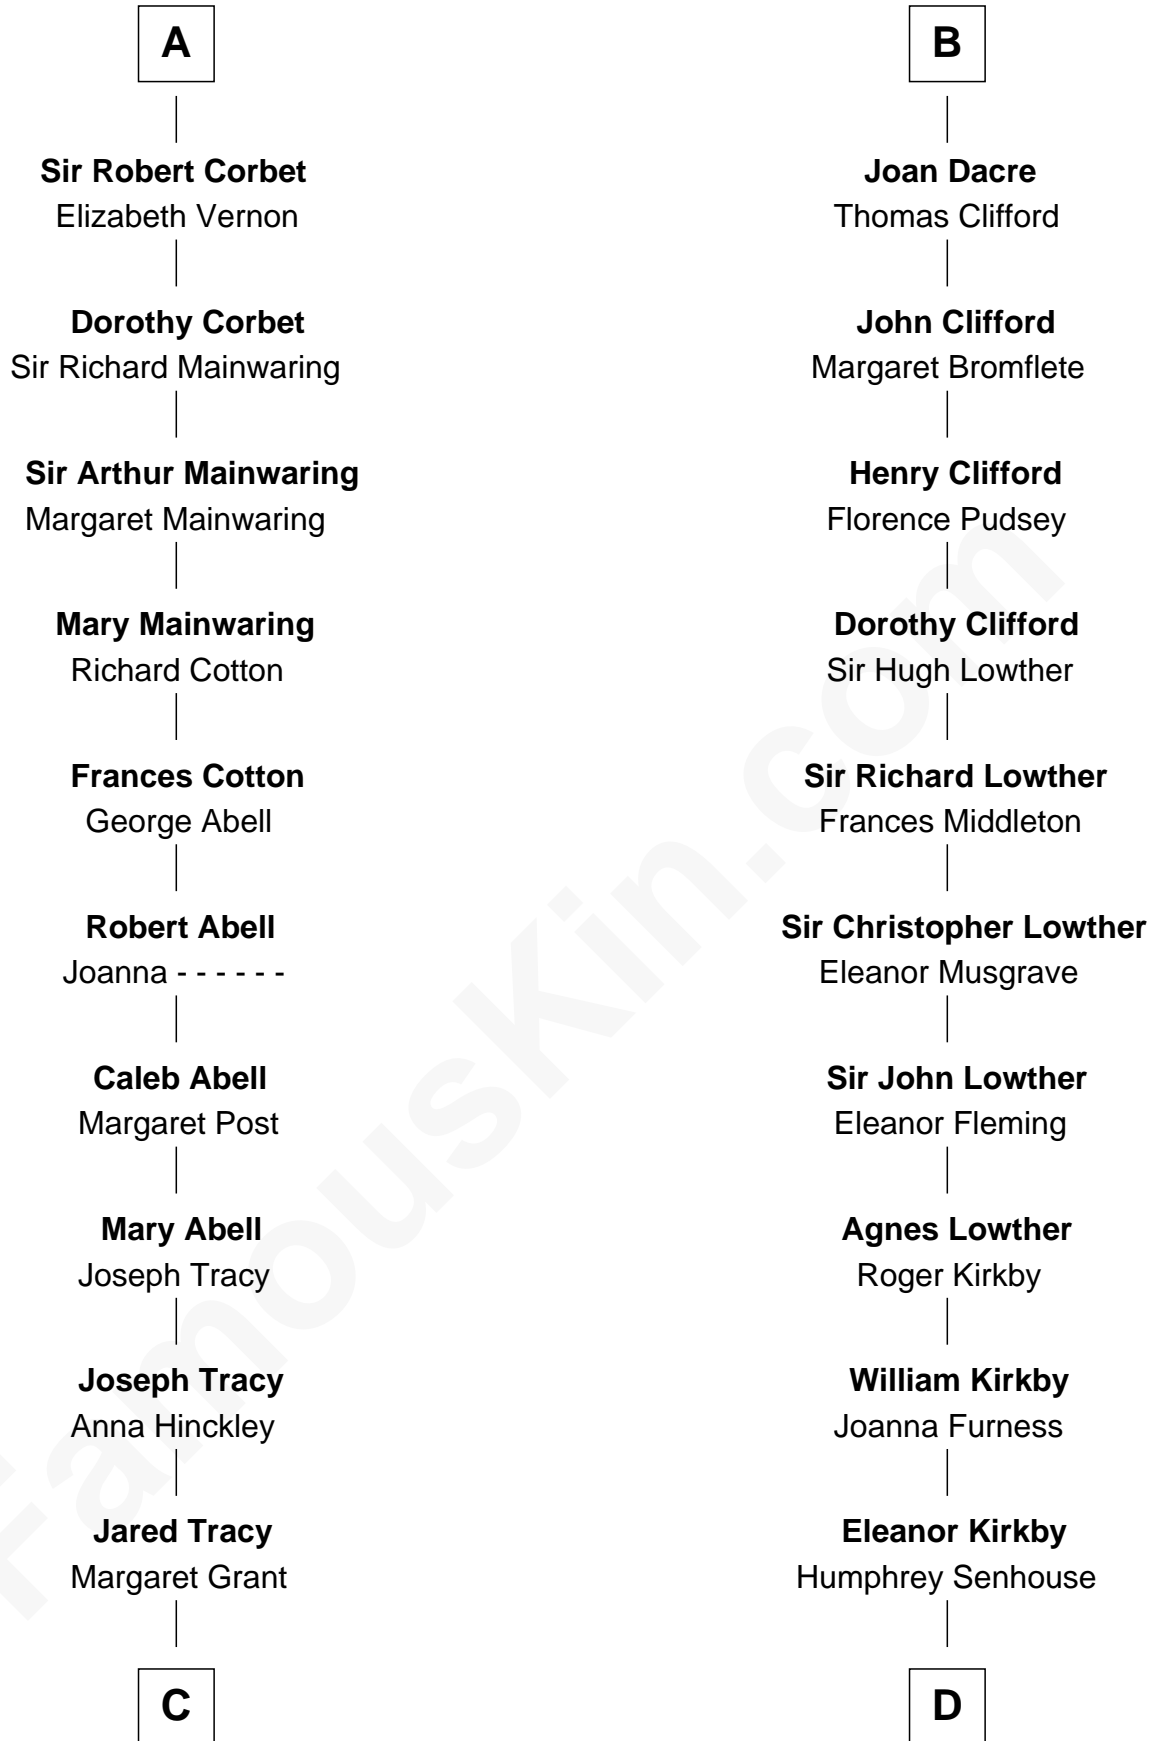 A
Sir Robert Corbet
Elizabeth Vernon
Dorothy Corbet
Sir Richard Mainwaring
Sir Arthur Mainwaring
Margaret Mainwaring
Mary Mainwaring
Richard Cotton
Frances Cotton
George Abell
Robert Abell
Joanna - - - - - -
Caleb Abell
Margaret Post
Mary Abell
Joseph Tracy
Joseph Tracy
Anna Hinckley
Jared Tracy
Margaret Grant
C
B
Joan Dacre
Thomas Clifford
John Clifford
Margaret Bromflete
Henry Clifford
Florence Pudsey
Dorothy Clifford
Sir Hugh Lowther
Sir Richard Lowther
Frances Middleton
Sir Christopher Lowther
Eleanor Musgrave
Sir John Lowther
Eleanor Fleming
Agnes Lowther
Roger Kirkby
William Kirkby
Joanna Furness
Eleanor Kirkby
Humphrey Senhouse
D
FamousKin.com